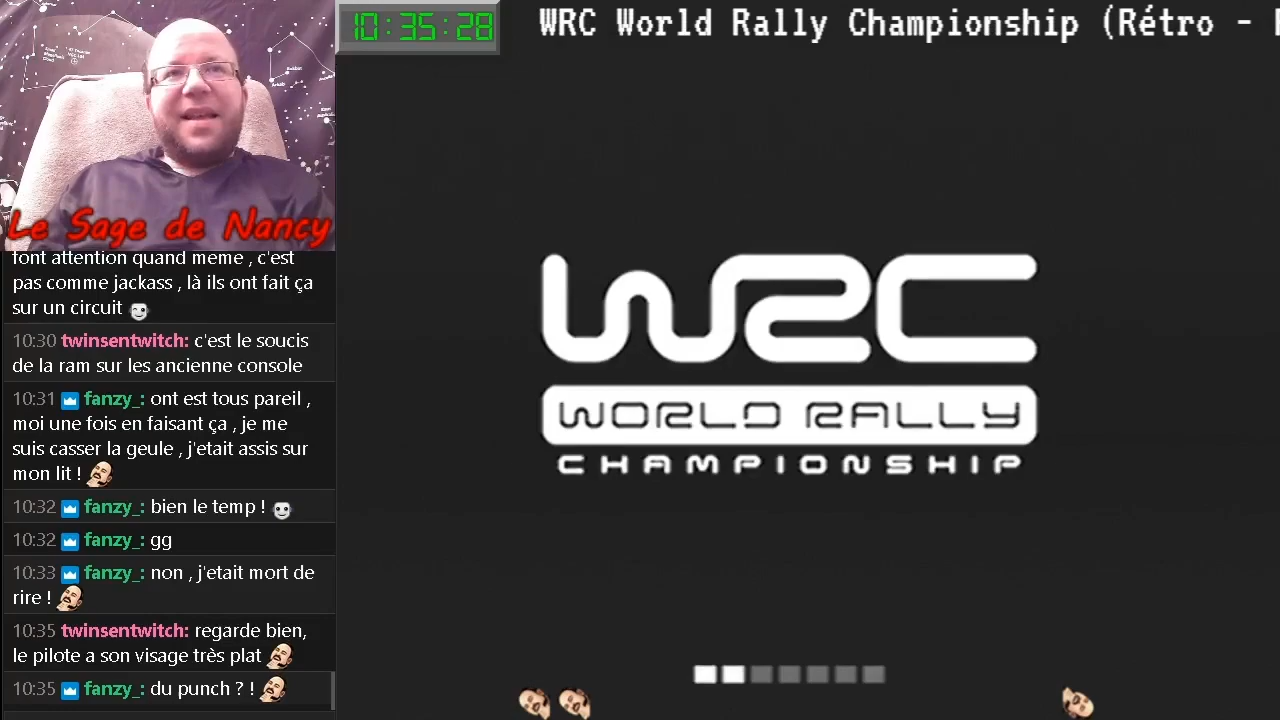 10:35:28
WRC World Rally Championship (Rétro -
Le Sage de Nancy
font attention quand meme , c'est
pas comme jackass , là ils ont fait ça
sur un circuit
10:30 twinsentwitch: c'est le soucis
de la ram sur les ancienne console
10:31 fanzy_: ont est tous pareil ,
moi une fois en faisant ça , je me
suis casser la geule , j'etait assis sur
mon lit !
10:32 fanzy_: bien le temp !
10:32 fanzy_: gg
10:33 fanzy_: non , j'etait mort de
rire !
10:35 twinsentwitch: regarde bien,
le pilote a son visage très plat
10:35 fanzy_: du punch ? !
WRC
WORLD RALLY
CHAMPIONSHIP